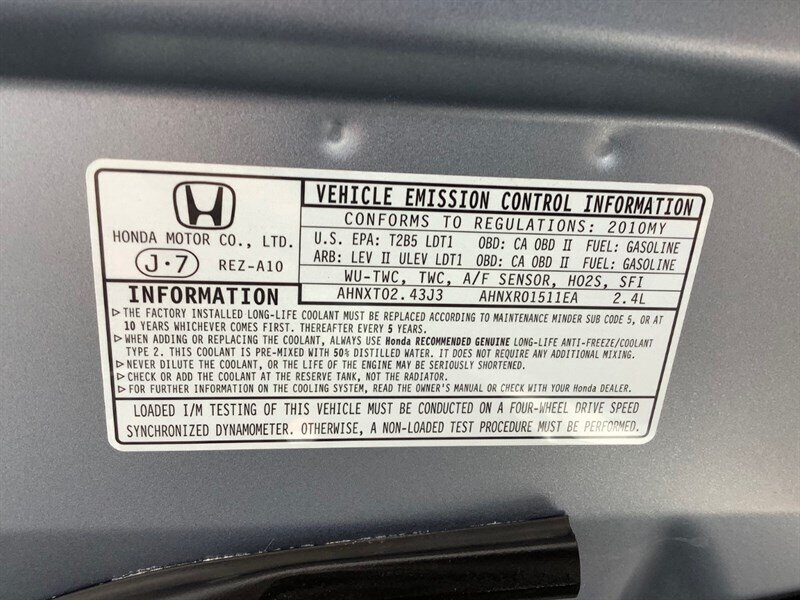 HONDA MOTOR CO., LTD.
J·7 REZ-A10
VEHICLE EMISSION CONTROL INFORMATION
CONFORMS TO REGULATIONS: 2010MY
U.S. EPA: T2B5 LDT1 OBD: CA OBD II FUEL: GASOLINE
ARB: LEV II ULEV LDT1 OBD: CA OBD II FUEL: GASOLINE
WU-TWC, TWC, A/F SENSOR, HO2S, SFI
AHNXT02.43J3 AHNXR01511EA 2.4L
INFORMATION
▷ THE FACTORY INSTALLED LONG-LIFE COOLANT MUST BE REPLACED ACCORDING TO MAINTENANCE MINDER SUB CODE 5, OR AT
10 YEARS WHICHEVER COMES FIRST. THEREAFTER EVERY 5 YEARS.
▷ WHEN ADDING OR REPLACING THE COOLANT, ALWAYS USE Honda RECOMMENDED GENUINE LONG-LIFE ANTI-FREEZE/COOLANT
TYPE 2. THIS COOLANT IS PRE-MIXED WITH 50% DISTILLED WATER. IT DOES NOT REQUIRE ANY ADDITIONAL MIXING.
▷ NEVER DILUTE THE COOLANT, OR THE LIFE OF THE ENGINE MAY BE SERIOUSLY SHORTENED.
▷ CHECK OR ADD THE COOLANT AT THE RESERVE TANK, NOT THE RADIATOR.
▷ FOR FURTHER INFORMATION ON THE COOLING SYSTEM, READ THE OWNER'S MANUAL OR CHECK WITH YOUR Honda DEALER.
LOADED I/M TESTING OF THIS VEHICLE MUST BE CONDUCTED ON A FOUR-WHEEL DRIVE SPEED
SYNCHRONIZED DYNAMOMETER. OTHERWISE, A NON-LOADED TEST PROCEDURE MUST BE PERFORMED.